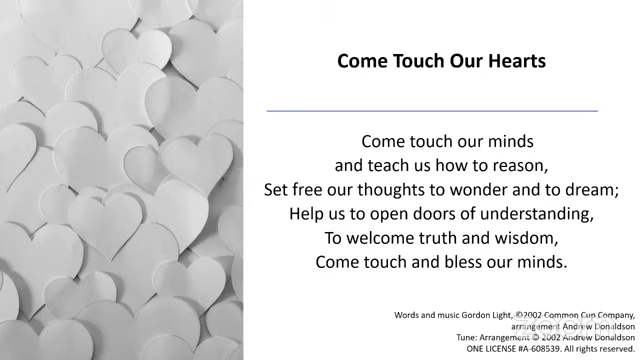 Come Touch Our Hearts
Come touch our minds
and teach us how to reason,
Set free our thoughts to wonder and to dream;
Help us to open doors of understanding,
To welcome truth and wisdom,
Come touch and bless our minds.
Words and music Gordon Light, ©2002 Common Cup Company,
arrangement Andrew Donaldson
Tune: Arrangement © 2002 Andrew Donaldson
ONE LICENSE #A-608539. All rights reserved.
zoom